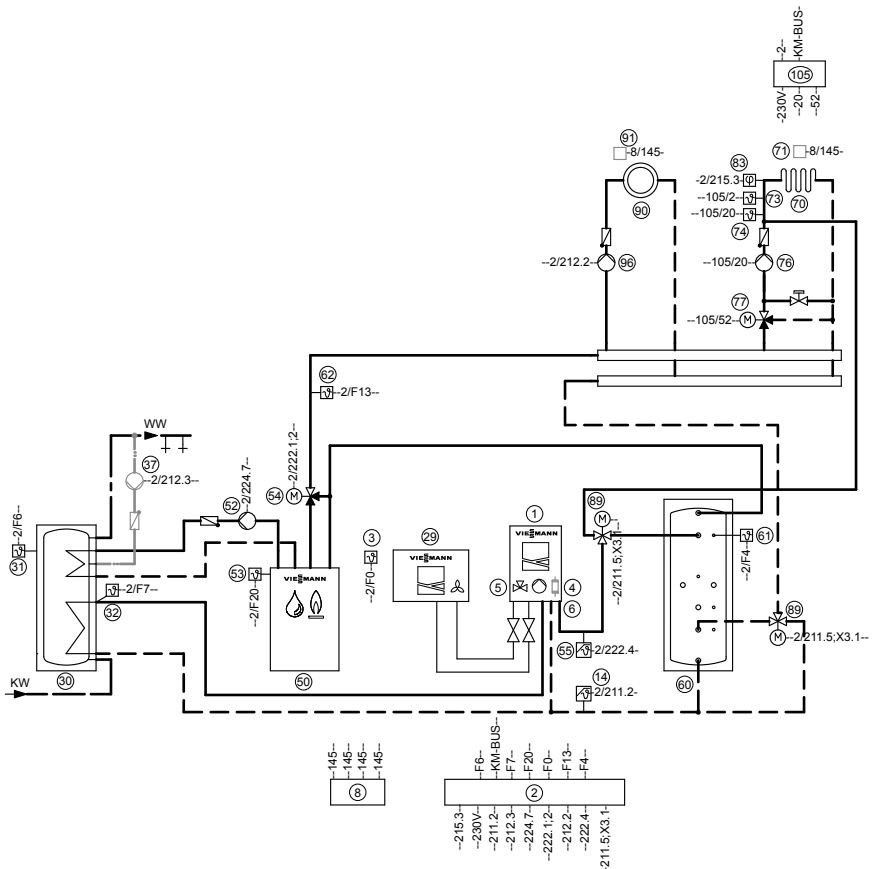 --2--
KM-BUS-
105
-230V-
--20--
--52--
91
-8/145-
83
71
-8/145-
-2/215.3-
--105/2--
73
70
90
--105/20--
74
--2/212.2--
96
--105/20--
76
77
--105/52--
M
62
--2/F13--
WW
37
--2/212.3--
--2/224.7--
--2/222.1;2--
54
M
52
89
M
1
3
29
--2/F6--
31
VIESMANN
VIESMANN
61
--2/F4--
--2/F0--
--2/211.5;X3.1--
5
4
6
53
VIESMANN
--2/F20--
--2/F7--
32
89
M
--2/211.5;X3.1--
55
--2/222.4-
KW
30
50
14
--2/211.2-
60
--145--
--145--
--145--
--145--
8
--F6--
--KM-BUS--
--F7--
--F20--
--F0--
--F13--
--F4--
2
--215.3--
--230V--
--211.2--
--212.3--
--224.7--
--222.1;2--
--212.2--
--222.4--
--211.5;X3.1-